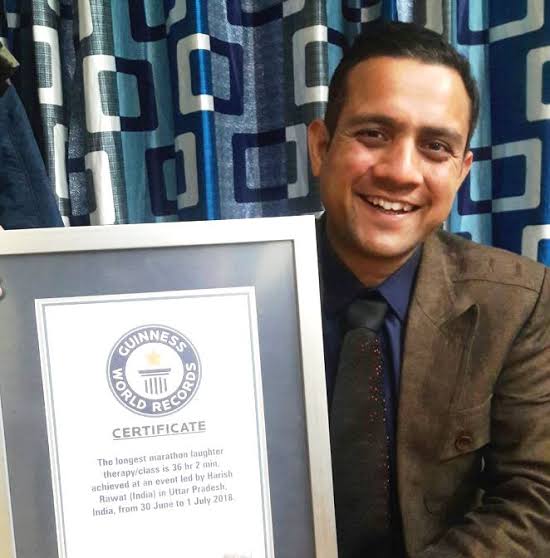 GUINNESS
WORLD RECORDS
CERTIFICATE
The longest marathon laughter
therapy/class is 36 hr 2 min,
achieved at an event led by Harish
Rawat (India) in Uttar Pradesh,
India, from 30 June to 1 July 2018.